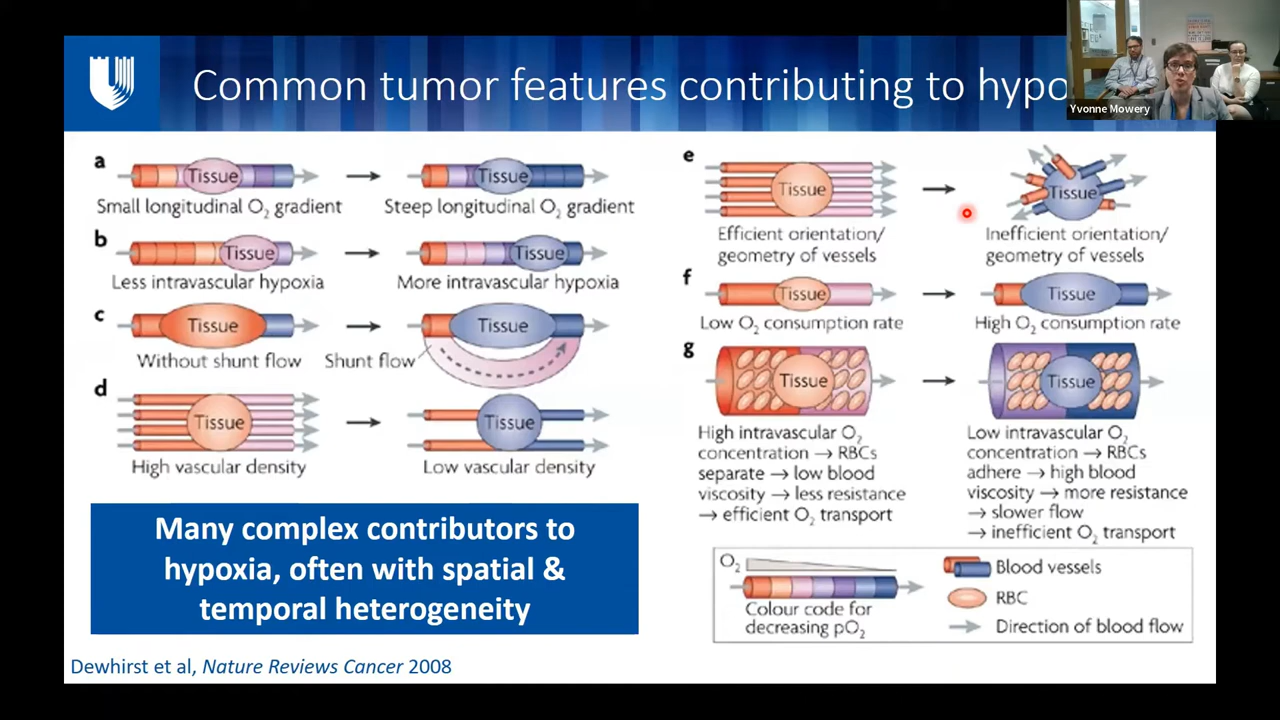 Common tumor features contributing to hypo
Yvonne Mowery
a
Tissue
Tissue
Small longitudinal O2 gradient
Steep longitudinal O2 gradient
b
Tissue
Tissue
Less intravascular hypoxia
More intravascular hypoxia
c
Tissue
Tissue
Without shunt flow
Shunt flow
d
Tissue
Tissue
High vascular density
Low vascular density
Many complex contributors to
hypoxia, often with spatial &
temporal heterogeneity
Dewhirst et al, Nature Reviews Cancer 2008
e
Tissue
Tissue
Efficient orientation/
geometry of vessels
Inefficient orientation/
geometry of vessels
f
Tissue
Tissue
Low O2 consumption rate
High O2 consumption rate
g
Tissue
Tissue
High intravascular O2
concentration → RBCs
separate → low blood
viscosity → less resistance
→ efficient O2 transport
Low intravascular O2
concentration → RBCs
adhere → high blood
viscosity → more resistance
→ slower flow
→ inefficient O2 transport
O2
Colour code for
decreasing pO2
Blood vessels
RBC
Direction of blood flow